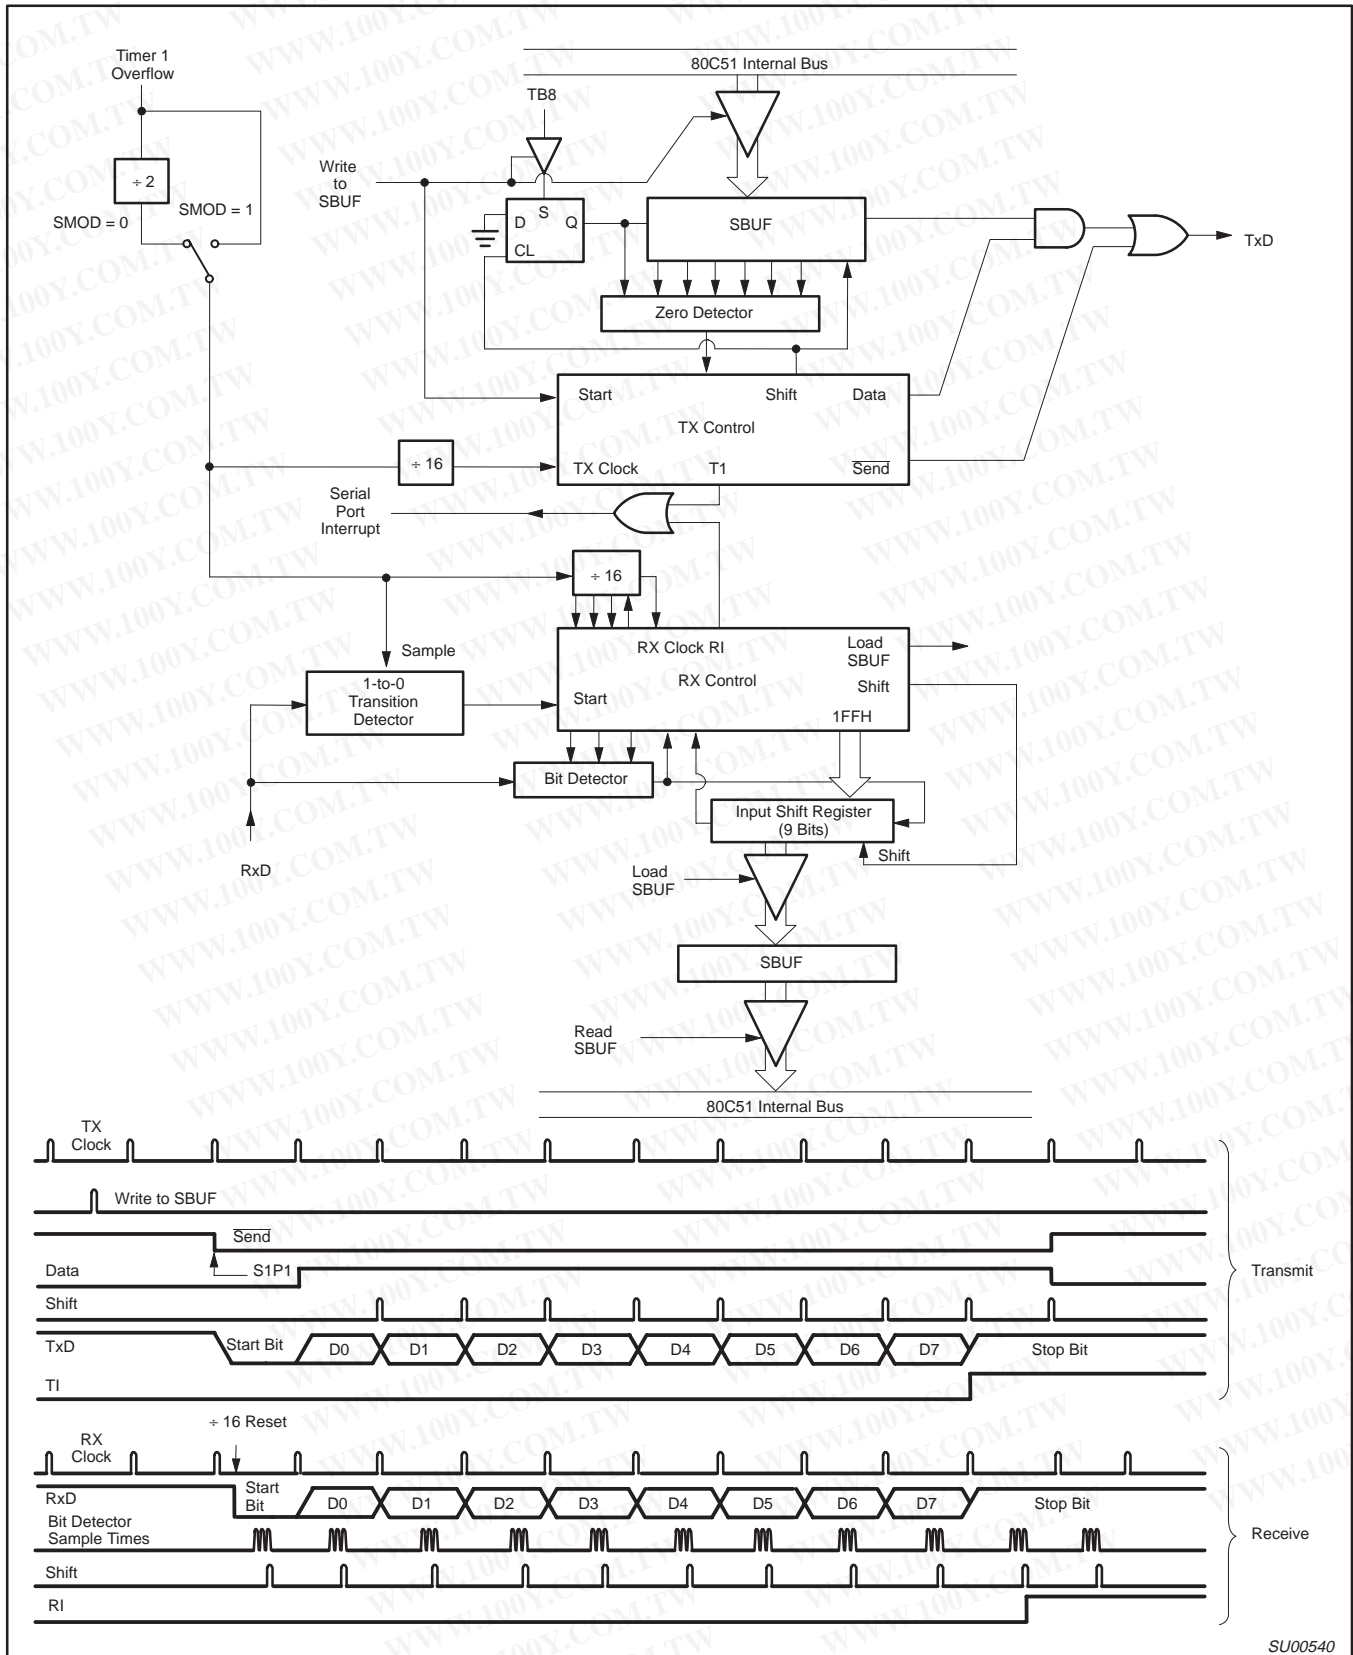 Timer 1
Overflow
80C51 Internal Bus
TB8
Write
to
SBUF
÷ 2
SMOD = 0
SMOD = 1
D
S
Q
CL
SBUF
TxD
Zero Detector
Start
Shift
Data
TX Control
÷ 16
TX Clock
T1
Send
Serial
Port
Interrupt
÷ 16
Sample
RX Clock RI
RX Control
Load
SBUF
Shift
Start
1FFH
1-to-0
Transition
Detector
Bit Detector
Input Shift Register
(9 Bits)
Shift
RxD
Load
SBUF
SBUF
Read
SBUF
80C51 Internal Bus
TX
Clock
Write to SBUF
Send
Data
S1P1
Transmit
Shift
TxD
Start Bit
D0
D1
D2
D3
D4
D5
D6
D7
Stop Bit
TI
÷ 16 Reset
RX
Clock
RxD
Start
Bit
D0
D1
D2
D3
D4
D5
D6
D7
Stop Bit
Bit Detector
Sample Times
Receive
Shift
RI
SU00540
WWW.100Y.COM.TW